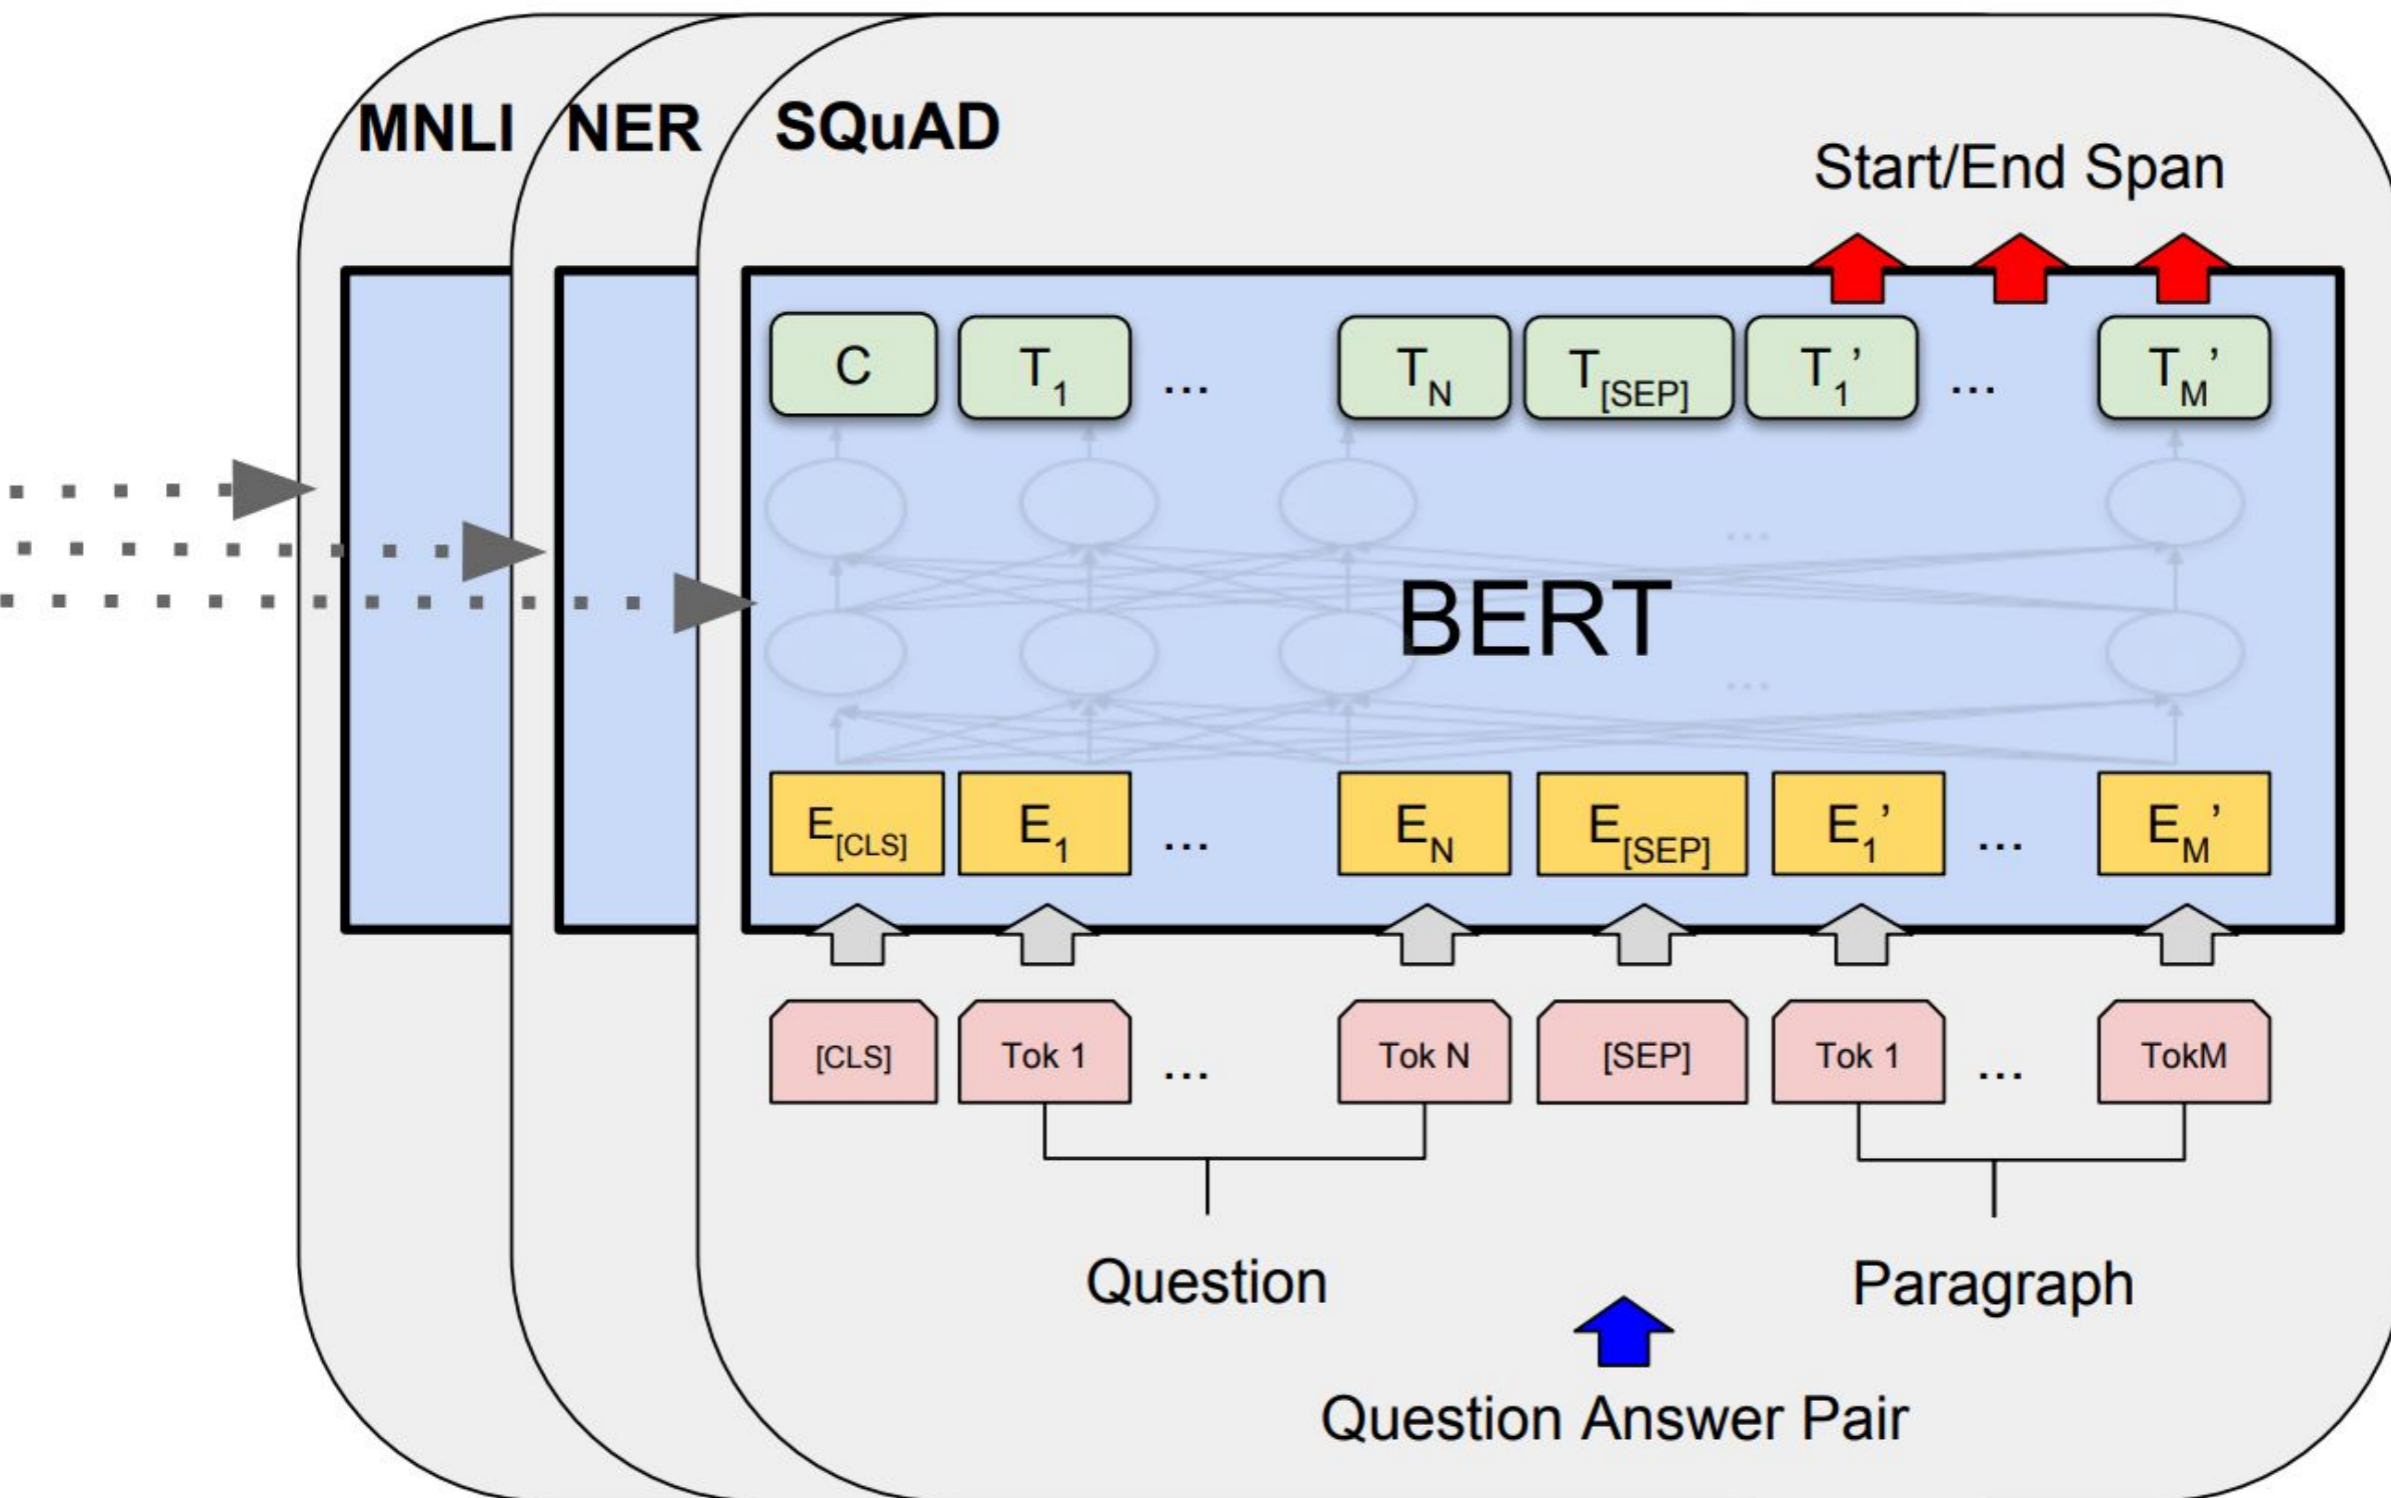 MNLI NER SQuAD
Start/End Span
C T1 ... TN T[SEP] T1’ ... TM’
...
BERT
...
E[CLS] E1 ... EN E[SEP] E1’ ... EM’
[CLS] Tok 1 ... Tok N [SEP] Tok 1 ... TokM
Question Paragraph
Question Answer Pair